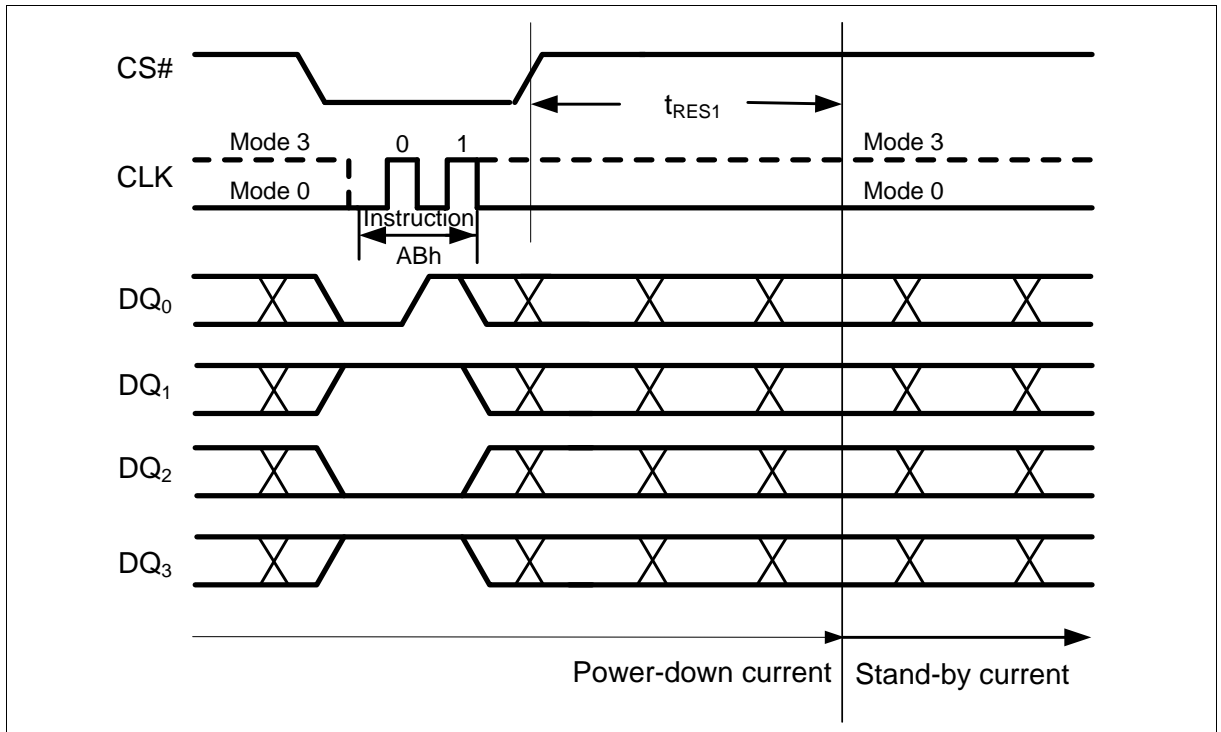 CS#
tRES1
Mode 3 0 1 Mode 3
CLK
Mode 0 Mode 0
Instruction
ABh
DQ0
DQ1
DQ2
DQ3
Power-down current Stand-by current